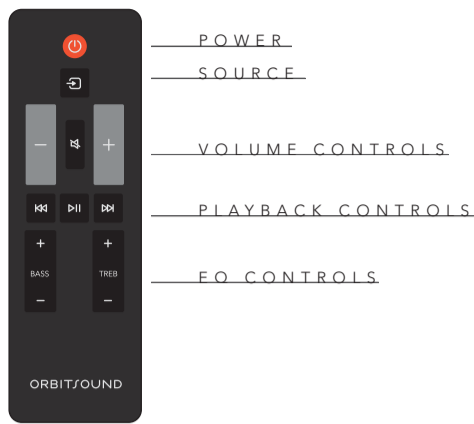 POWER
SOURCE
− +
VOLUME CONTROLS
PLAYBACK CONTROLS
+ +
BASS TREB
EQ CONTROLS
− −
ORBITSOUND